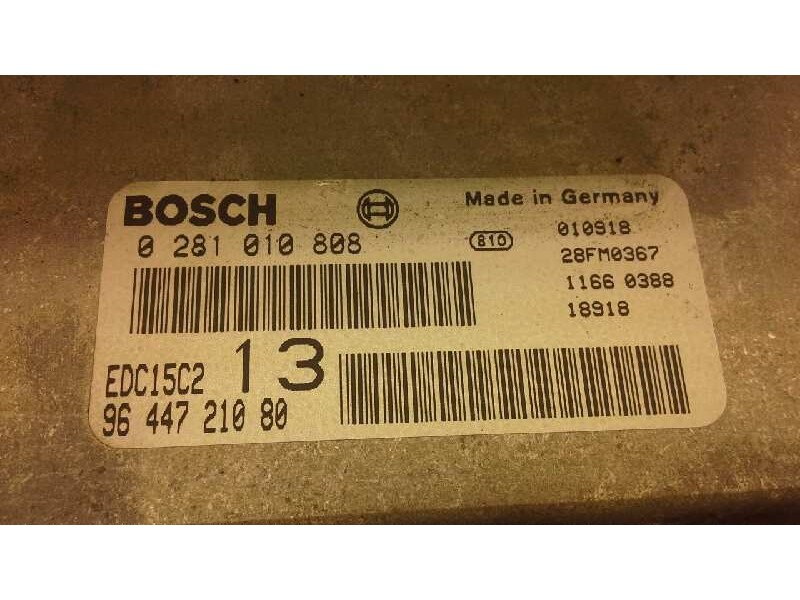 BOSCH
Made in Germany
0 281 010 808
810
010918
28FM0367
1166 0388
18918
EDC15C2
13
96 447 210 80